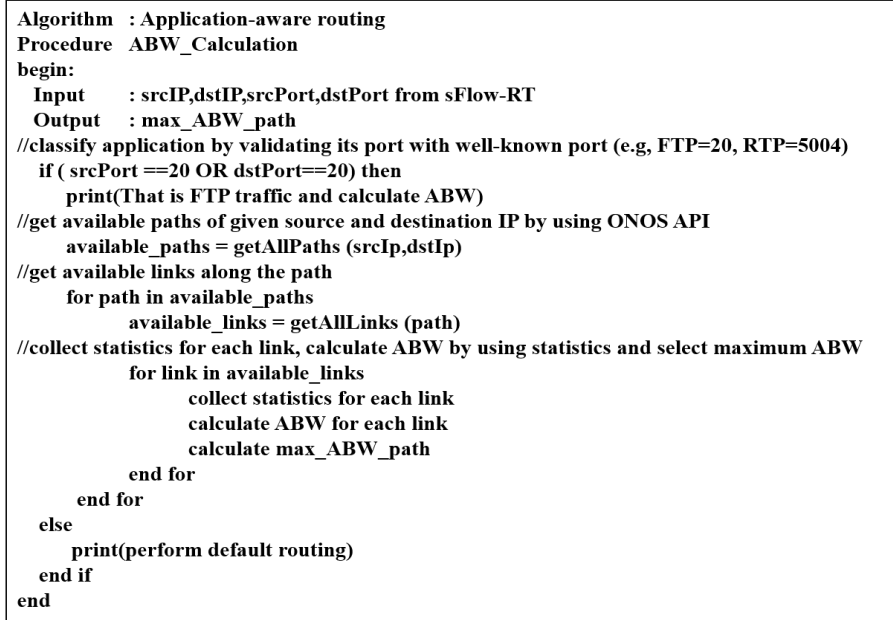 Algorithm : Application-aware routing
Procedure ABW_Calculation
begin:
Input : srcIP,dstIP,srcPort,dstPort from sFlow-RT
Output : max_ABW_path
//classify application by validating its port with well-known port (e.g, FTP=20, RTP=5004)
if ( srcPort ==20 OR dstPort==20) then
print(That is FTP traffic and calculate ABW)
//get available paths of given source and destination IP by using ONOS API
available_paths = getAllPaths (srcIp,dstIp)
//get available links along the path
for path in available_paths
available_links = getAllLinks (path)
//collect statistics for each link, calculate ABW by using statistics and select maximum ABW
for link in available_links
collect statistics for each link
calculate ABW for each link
calculate max_ABW_path
end for
end for
else
print(perform default routing)
end if
end